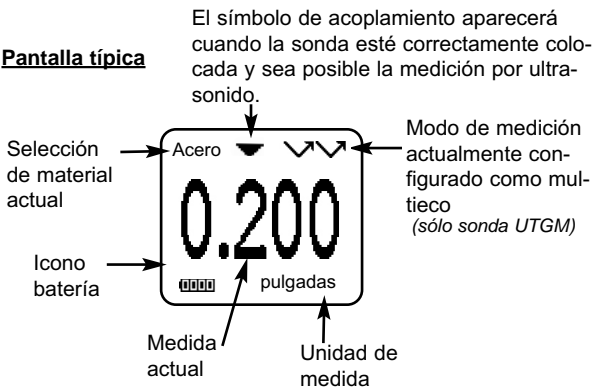 El símbolo de acoplamiento aparecerá
cuando la sonda esté correctamente colo-
cada y sea posible la medición por ultra-
sonido.
Pantalla típica
Selección
de material
actual
Acero
Modo de medición
actualmente con-
figurado como mul-
tieco
(sólo sonda UTGM)
0.200
Icono
batería
pulgadas
Medida
actual
Unidad de
medida